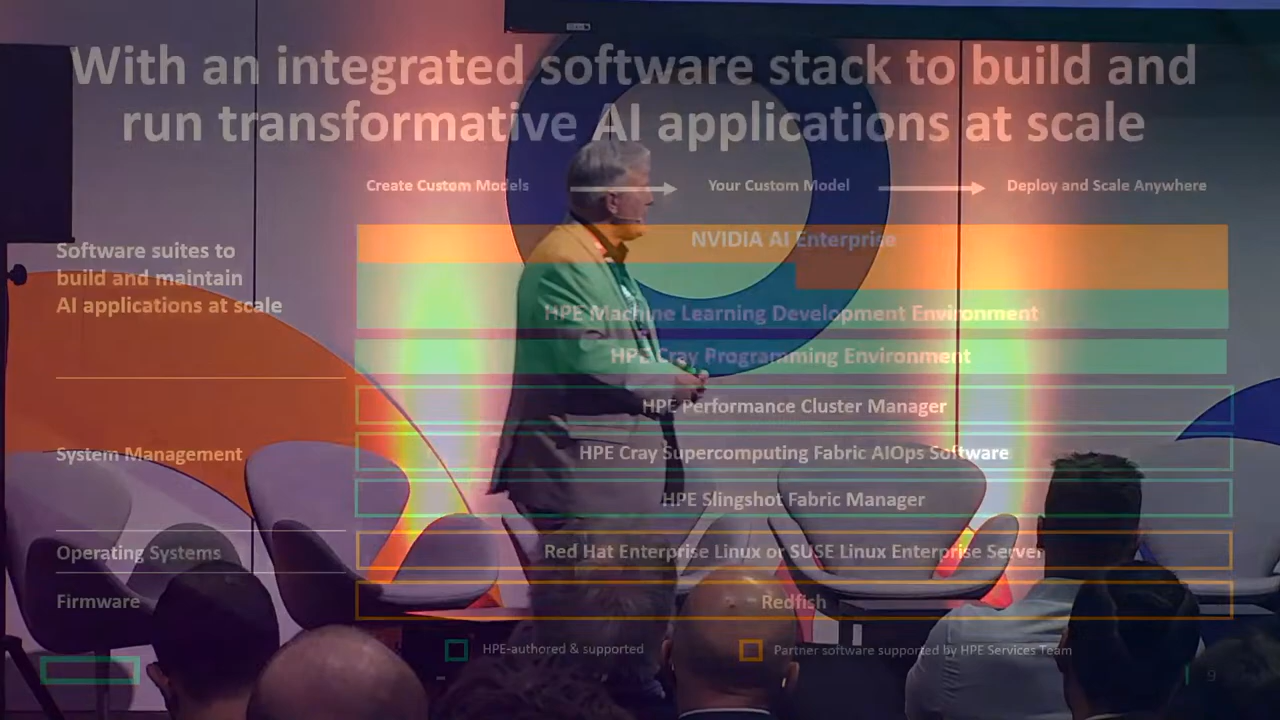 With an integrated software stack to build and
run transformative AI applications at scale
Create Custom Models
Your Custom Model
Deploy and Scale Anywhere
Software suites to
build and maintain
AI applications at scale
NVIDIA AI Enterprise
HPE Machine Learning Development Environment
HPE Cray Programming Environment
HPE Performance Cluster Manager
System Management
HPE Cray Supercomputing Fabric AIOps Software
HPE Slingshot Fabric Manager
Operating Systems
Red Hat Enterprise Linux or SUSE Linux Enterprise Server
Firmware
Redfish
HPE-authored & supported
Partner software supported by HPE Services Team
9